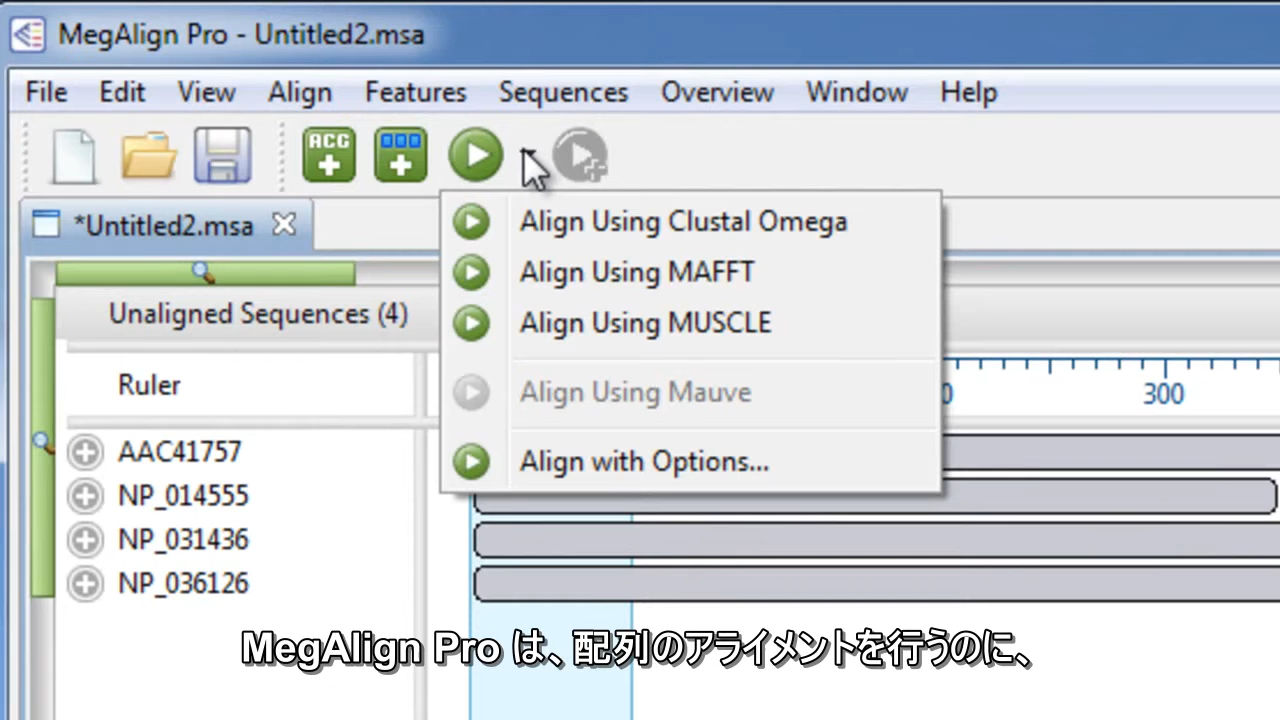 MegAlign Pro - Untitled2.msa
File Edit View Align Features Sequences Overview Window Help
ACG
*Untitled2.msa
Align Using Clustal Omega
Align Using MAFFT
Align Using MUSCLE
Align Using Mauve
Align with Options...
Unaligned Sequences (4)
Ruler
300
AAC41757
NP_014555
NP_031436
NP_036126
MegAlign Pro は、配列のアライメントを行うのに、